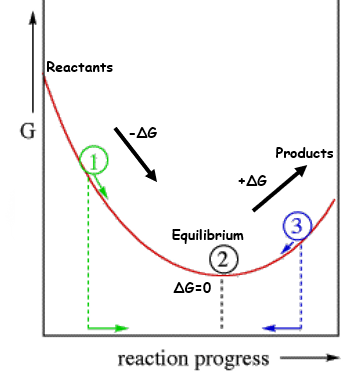 Reactants
-ΔG
G
1
Products
+ΔG
3
Equilibrium
2
ΔG=0
reaction progress